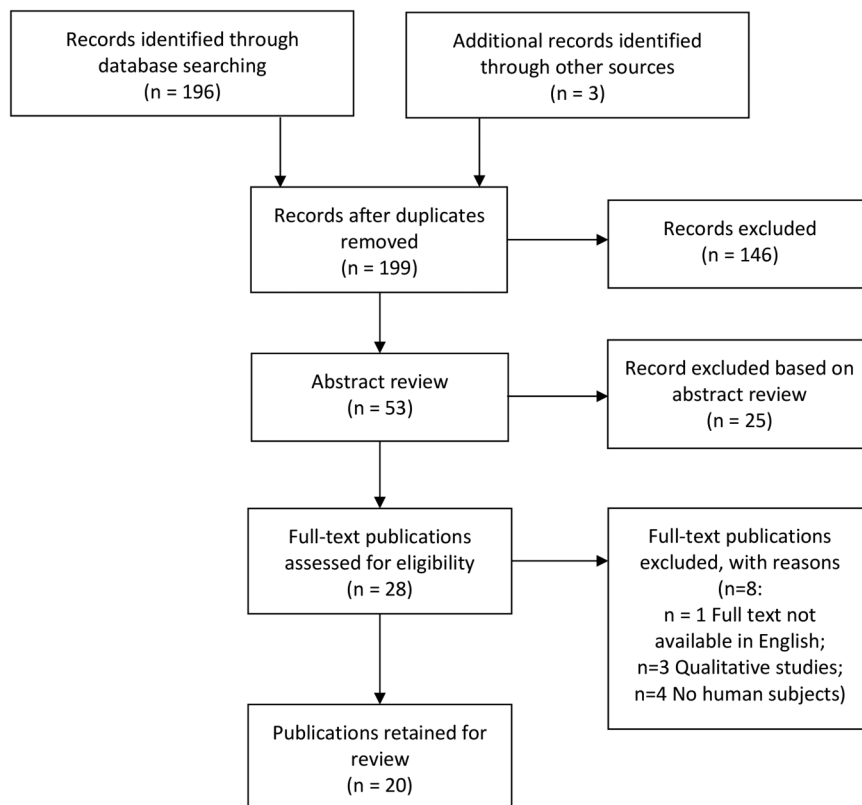 Records identified through
database searching
(n = 196)
Additional records identified
through other sources
(n = 3)
Records after duplicates
removed
(n = 199)
Records excluded
(n = 146)
Abstract review
(n = 53)
Record excluded based on
abstract review
(n = 25)
Full-text publications
assessed for eligibility
(n = 28)
Full-text publications
excluded, with reasons
(n=8:
n = 1 Full text not
available in English;
n=3 Qualitative studies;
n=4 No human subjects)
Publications retained for
review
(n = 20)